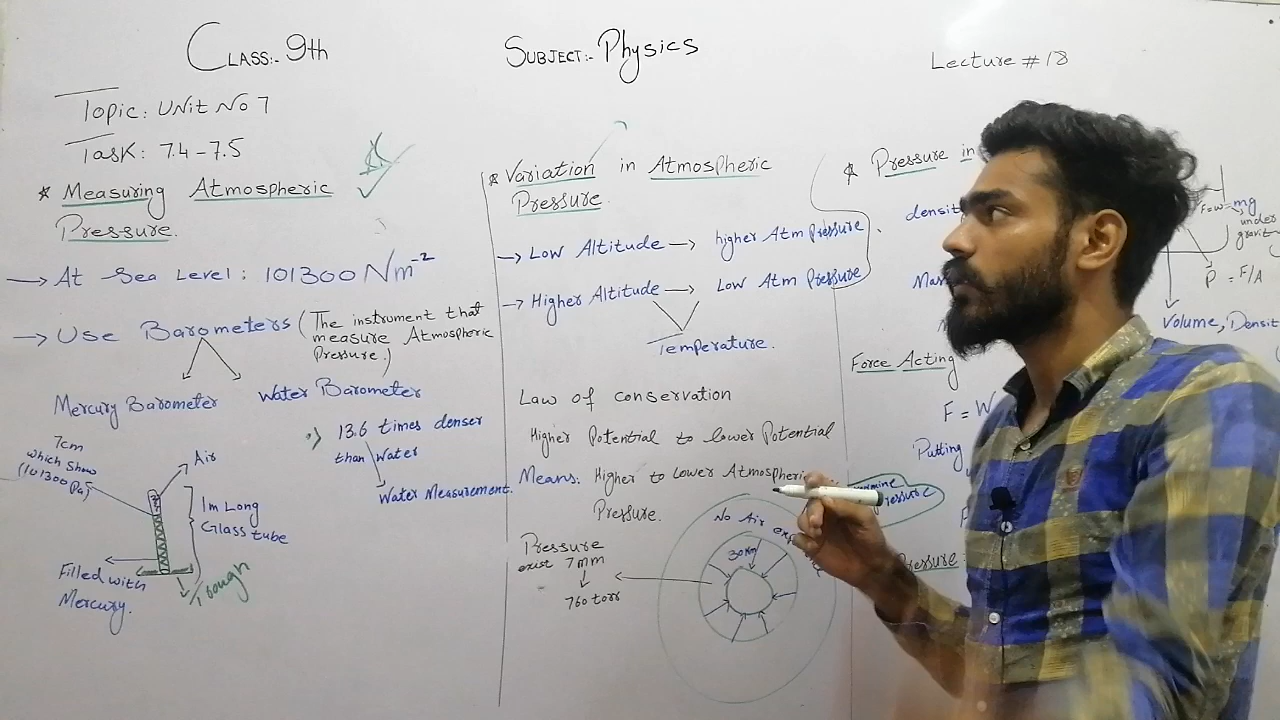 CLASS:- 9th
SUBJECT:- Physics
Lecture # 18
Topic: Unit No 7
Task: 7.4-7.5
* Measuring Atmospheric
Pressure.
→ At Sea Level: 101300 Nm⁻²
→ Use Barometers (The instrument that
measure Atmospheric
Pressure.)
Mercury Barometer
Water Barometer
13.6 times denser
than water
Water Measurement.
7cm
which show
(101300 Pa)
Air
1m Long
Glass tube
Filled with
Mercury.
Trough
* Variation in Atmospheric
Pressure.
→ Low Altitude → higher Atm Pressure
→ Higher Altitude → Low Atm Pressure
Temperature.
Law of conservation
Higher Potential to lower Potential
Means: Higher to Lower Atmospheric
Pressure.
Pressure
exist 7mm
760 torr
No Air
30
* Pressure in
F=W=mg
under
P = F/A
Volume,
Force Acting
F = W
Putting
Pressure
Pressure